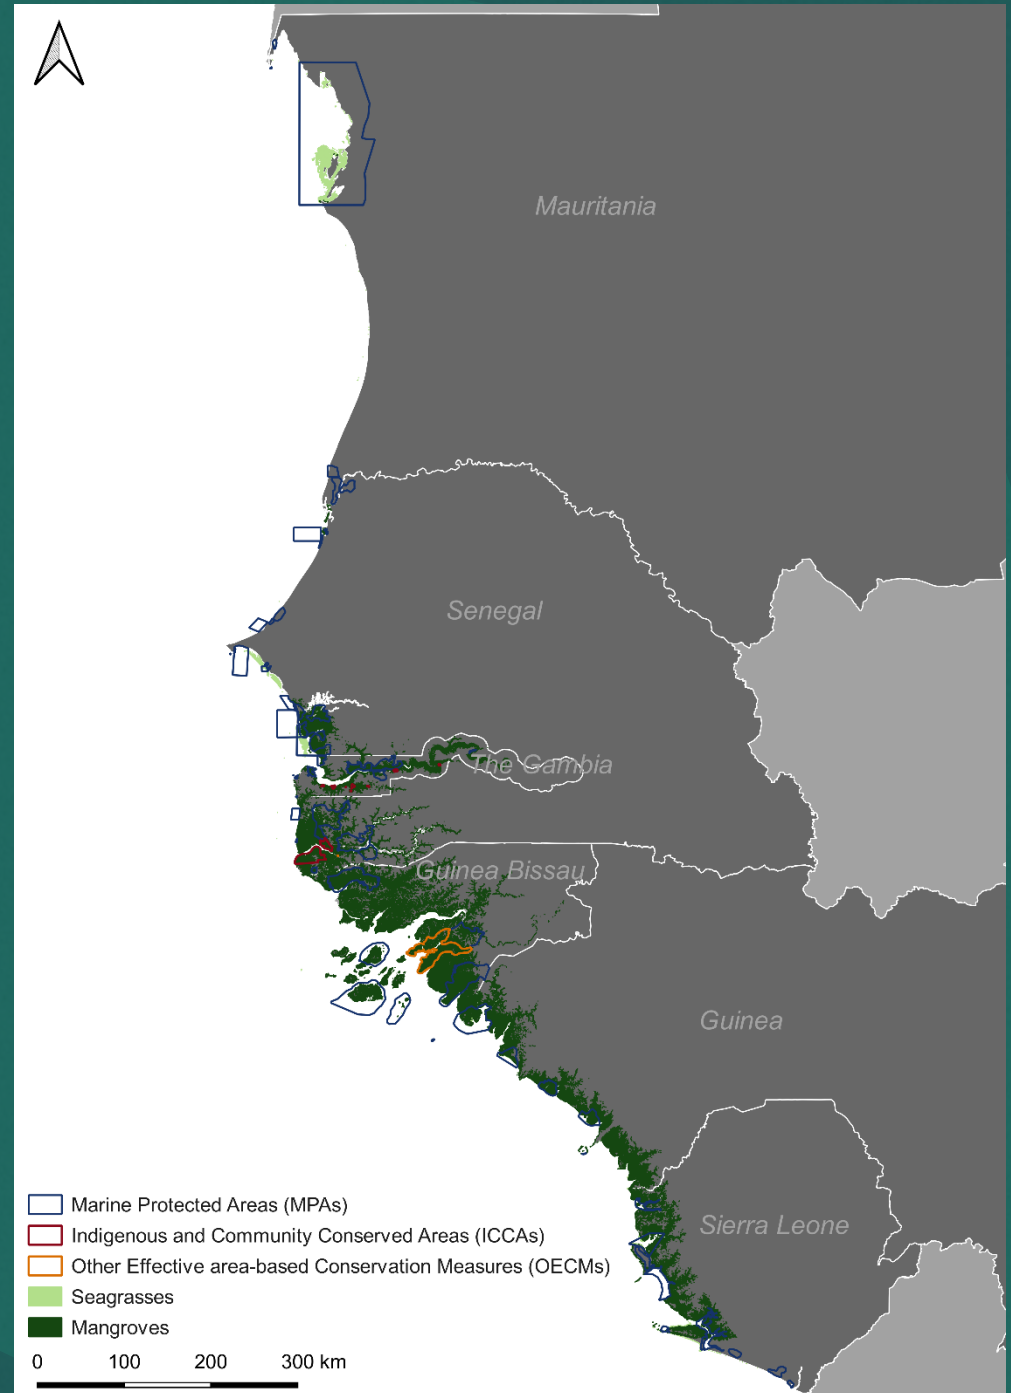 Mauritania
Senegal
The Gambia
Guinea Bissau
Guinea
Sierra Leone
Marine Protected Areas (MPAs)
Indigenous and Community Conserved Areas (ICCAs)
Other Effective area-based Conservation Measures (OECMs)
Seagrasses
Mangroves
0 100 200 300 km